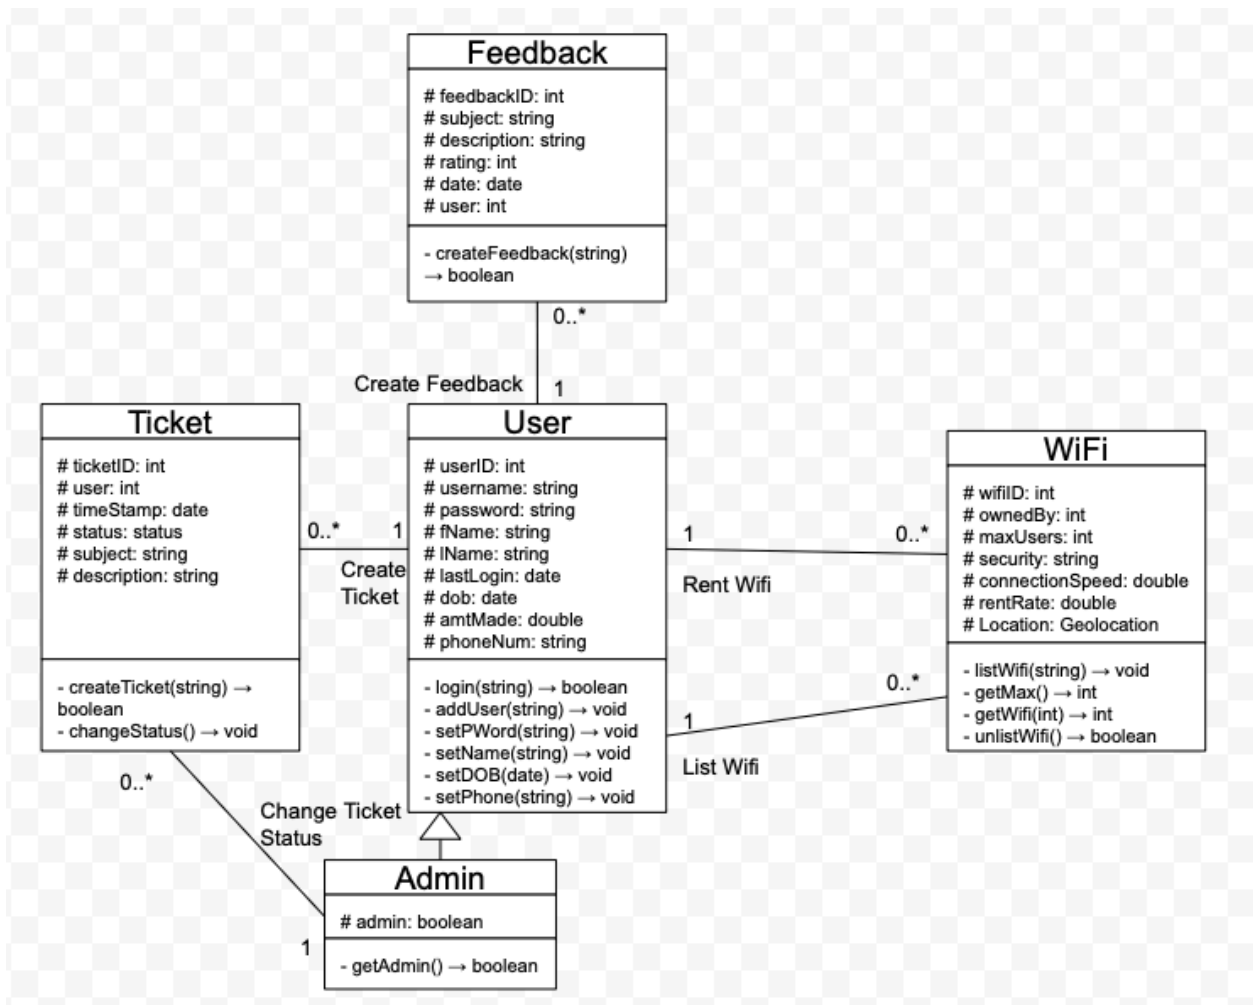 Feedback
# feedbackID: int
# subject: string
# description: string
# rating: int
# date: date
# user: int
- createFeedback(string)
→ boolean
0..*
Create Feedback
1
Ticket
# ticketID: int
# user: int
# timeStamp: date
# status: status
# subject: string
# description: string
- createTicket(string) →
boolean
- changeStatus() → void
0..*
1
Create
Ticket
User
# userID: int
# username: string
# password: string
# fName: string
# lName: string
# lastLogin: date
# dob: date
# amtMade: double
# phoneNum: string
- login(string) → boolean
- addUser(string) → void
- setPWord(string) → void
- setName(string) → void
- setDOB(date) → void
- setPhone(string) → void
1
0..*
Rent Wifi
0..*
1
List Wifi
WiFi
# wifiID: int
# ownedBy: int
# maxUsers: int
# security: string
# connectionSpeed: double
# rentRate: double
# Location: Geolocation
- listWifi(string) → void
- getMax() → int
- getWifi(int) → int
- unlistWifi() → boolean
0..*
Change Ticket
Status
1
Admin
# admin: boolean
- getAdmin() → boolean